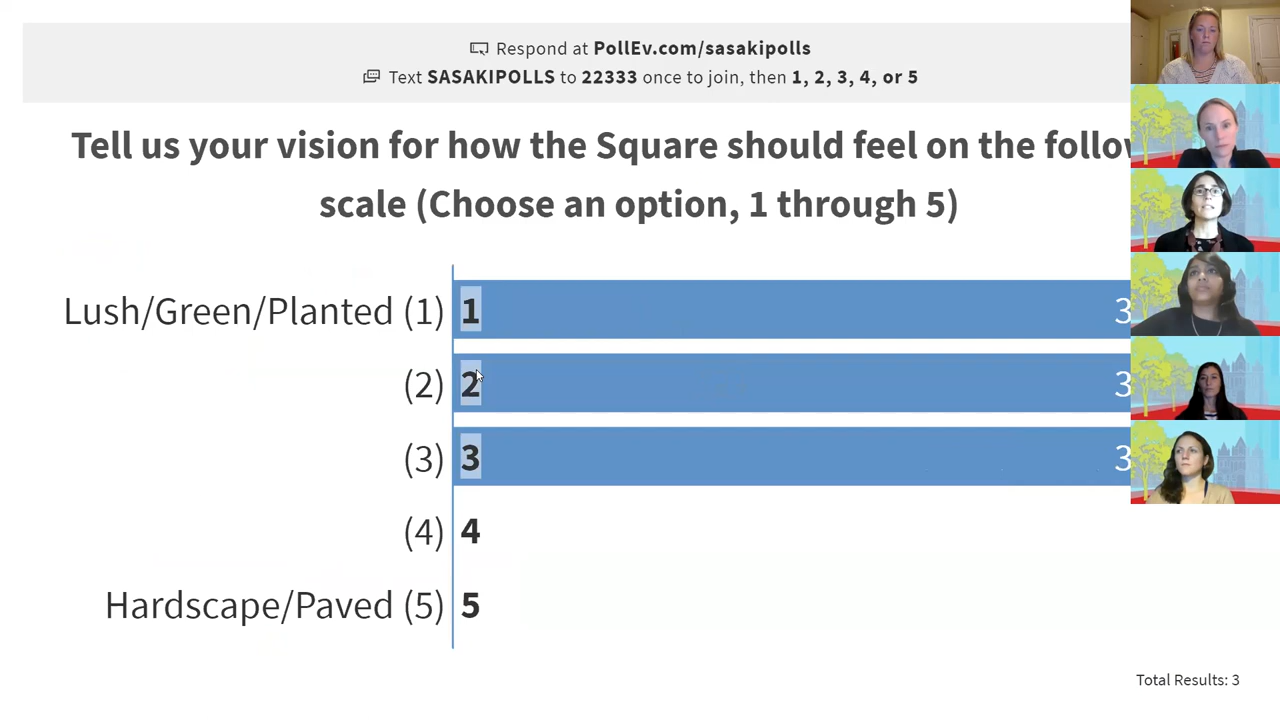 Respond at PollEv.com/sasakipolls
Text SASAKIPOLLS to 22333 once to join, then 1, 2, 3, 4, or 5
Tell us your vision for how the Square should feel on the
scale (Choose an option, 1 through 5)
Lush/Green/Planted (1) 1 3
(2) 2 3
(3) 3 3
(4) 4
Hardscape/Paved (5) 5
Total Results: 3